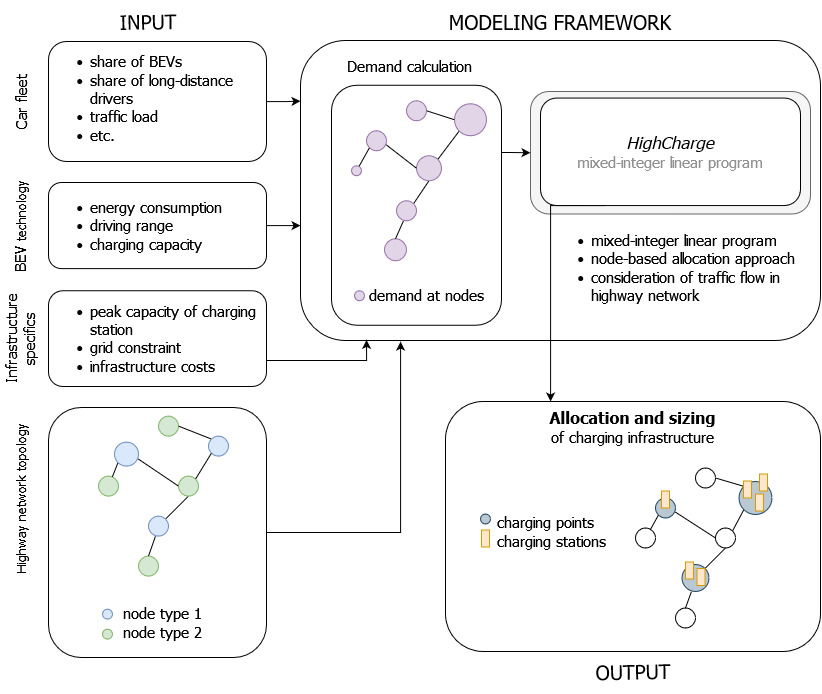 INPUT
MODELING FRAMEWORK
Car fleet
• share of BEVs
• share of long-distance
drivers
• traffic load
• etc.
BEV technology
• energy consumption
• driving range
• charging capacity
Infrastructure
specifics
• peak capacity of charging
station
• grid constraint
• infrastructure costs
Highway network topology
node type 1
node type 2
Demand calculation
demand at nodes
HighCharge
mixed-integer linear program
• mixed-integer linear program
• node-based allocation approach
• consideration of traffic flow in
highway network
Allocation and sizing
of charging infrastructure
charging points
charging stations
OUTPUT